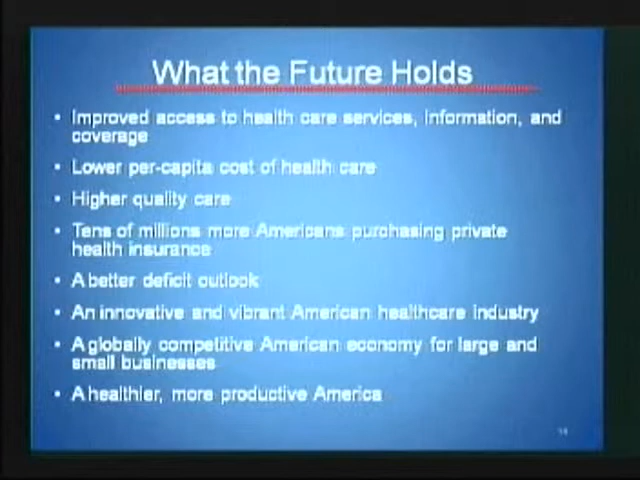 What the Future Holds
• Improved access to health care services, information, and
coverage
• Lower per-capita cost of health care
• Higher quality care
• Tens of millions more Americans purchasing private
health insurance
• A better deficit outlook
• An innovative and vibrant American healthcare industry
• A globally competitive American economy for large and
small businesses
• A healthier, more productive America